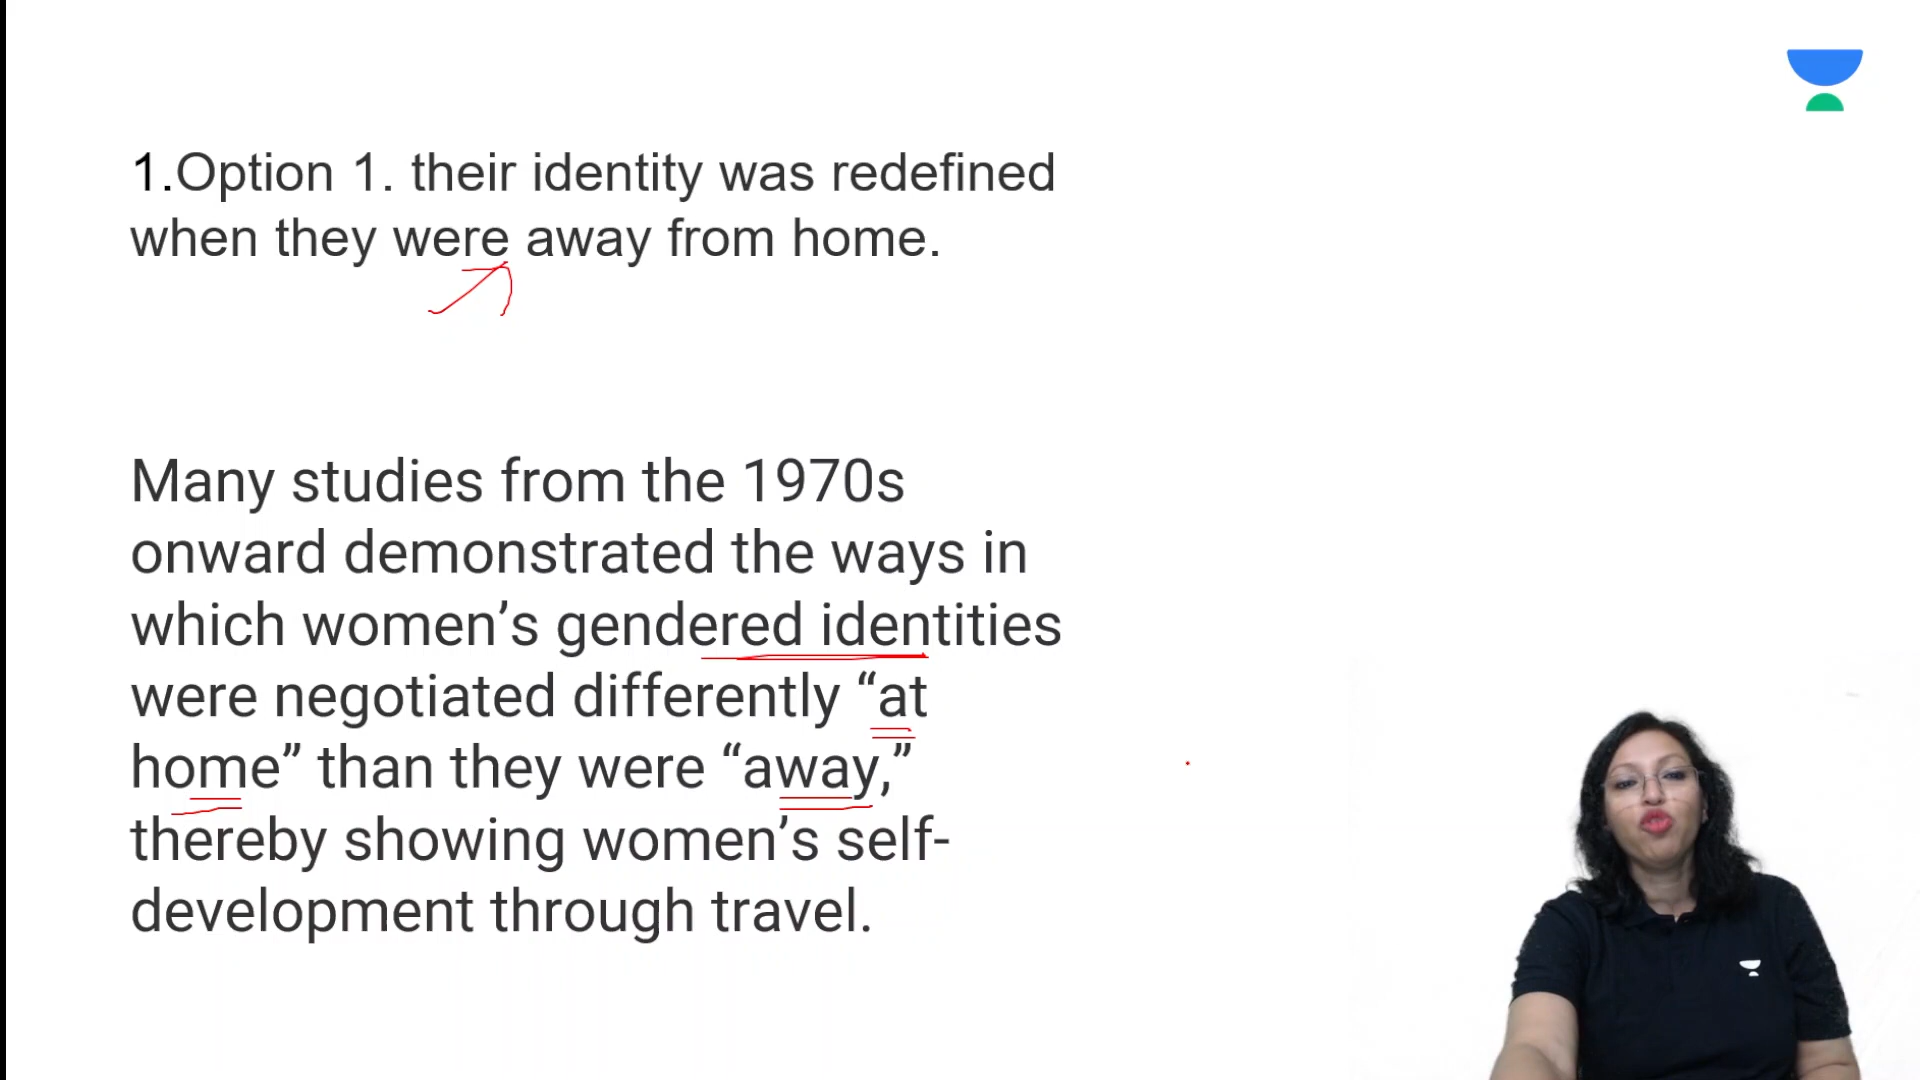 1.Option 1. their identity was redefined
when they were away from home.
Many studies from the 1970s
onward demonstrated the ways in
which women’s gendered identities
were negotiated differently “at
home” than they were “away,”
thereby showing women’s self-
development through travel.